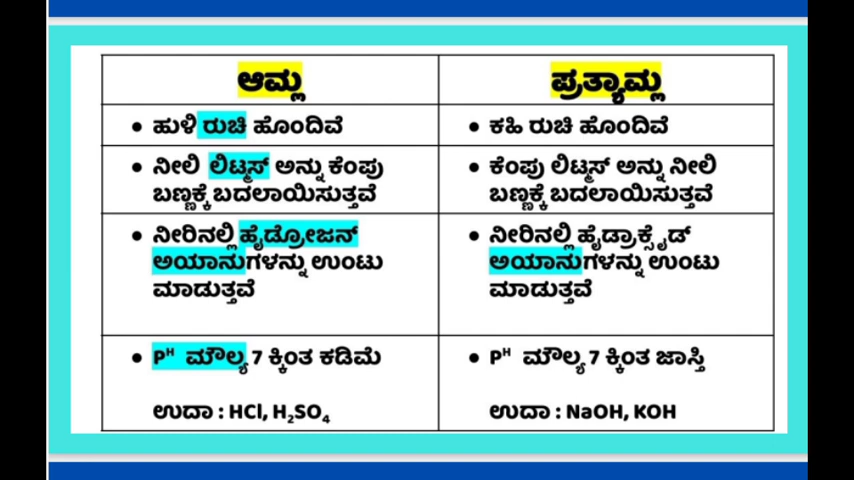 ಆಮ್ಲ
ಪ್ರತ್ಯಾಮ್ಲ
• ಹುಳಿ ರುಚಿ ಹೊಂದಿವೆ
• ಕಹಿ ರುಚಿ ಹೊಂದಿವೆ
• ನೀಲಿ ಲಿಟ್ಮಸ್ ಅನ್ನು ಕೆಂಪು
ಬಣ್ಣಕ್ಕೆ ಬದಲಾಯಿಸುತ್ತವೆ
• ಕೆಂಪು ಲಿಟ್ಮಸ್ ಅನ್ನು ನೀಲಿ
ಬಣ್ಣಕ್ಕೆ ಬದಲಾಯಿಸುತ್ತವೆ
• ನೀರಿನಲ್ಲಿ ಹೈಡ್ರೋಜನ್
ಅಯಾನುಗಳನ್ನು ಉಂಟು
ಮಾಡುತ್ತವೆ
• ನೀರಿನಲ್ಲಿ ಹೈಡ್ರಾಕ್ಸೈಡ್
ಅಯಾನುಗಳನ್ನು ಉಂಟು
ಮಾಡುತ್ತವೆ
• Pᴴ ಮೌಲ್ಯ 7 ಕ್ಕಿಂತ ಕಡಿಮೆ
ಉದಾ : HCl, H₂SO₄
• Pᴴ ಮೌಲ್ಯ 7 ಕ್ಕಿಂತ ಜಾಸ್ತಿ
ಉದಾ : NaOH, KOH